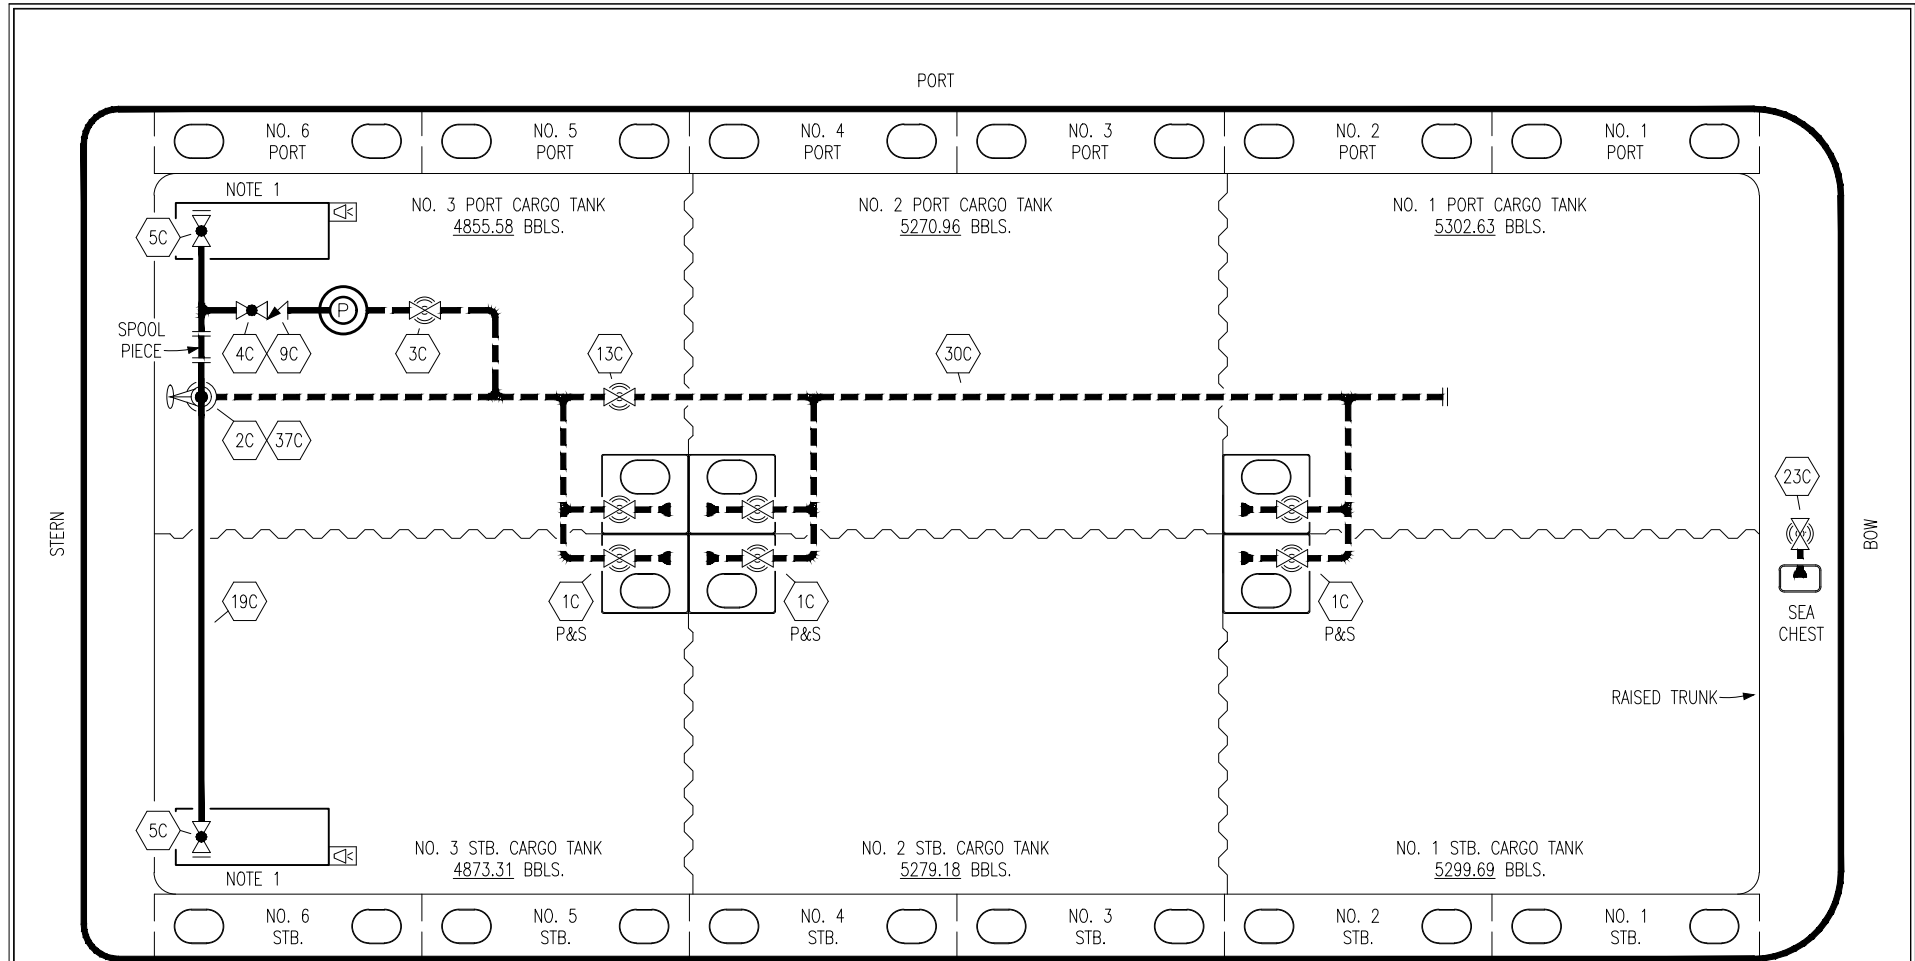 PORT
NO. 6
PORT
NO. 5
PORT
NO. 4
PORT
NO. 3
PORT
NO. 2
PORT
NO. 1
PORT
NOTE 1
NO. 3 PORT CARGO TANK
4855.58 BBLS.
NO. 2 PORT CARGO TANK
5270.96 BBLS.
NO. 1 PORT CARGO TANK
5302.63 BBLS.
5C
P
SPOOL
PIECE
4C
9C
3C
13C
30C
2C
37C
23C
STERN
BOW
19C
1C
P&S
1C
P&S
1C
P&S
SEA
CHEST
RAISED TRUNK
5C
NO. 3 STB. CARGO TANK
4873.31 BBLS.
NO. 2 STB. CARGO TANK
5279.18 BBLS.
NO. 1 STB. CARGO TANK
5299.69 BBLS.
NOTE 1
NO. 6
STB.
NO. 5
STB.
NO. 4
STB.
NO. 3
STB.
NO. 2
STB.
NO. 1
STB.